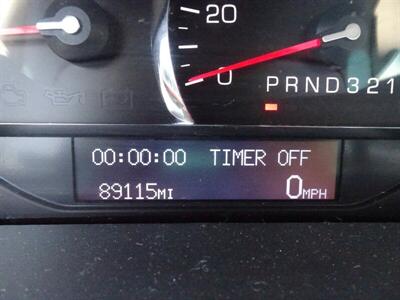 20
0
PRND321
00:00:00 TIMER OFF
89115MI 0MPH